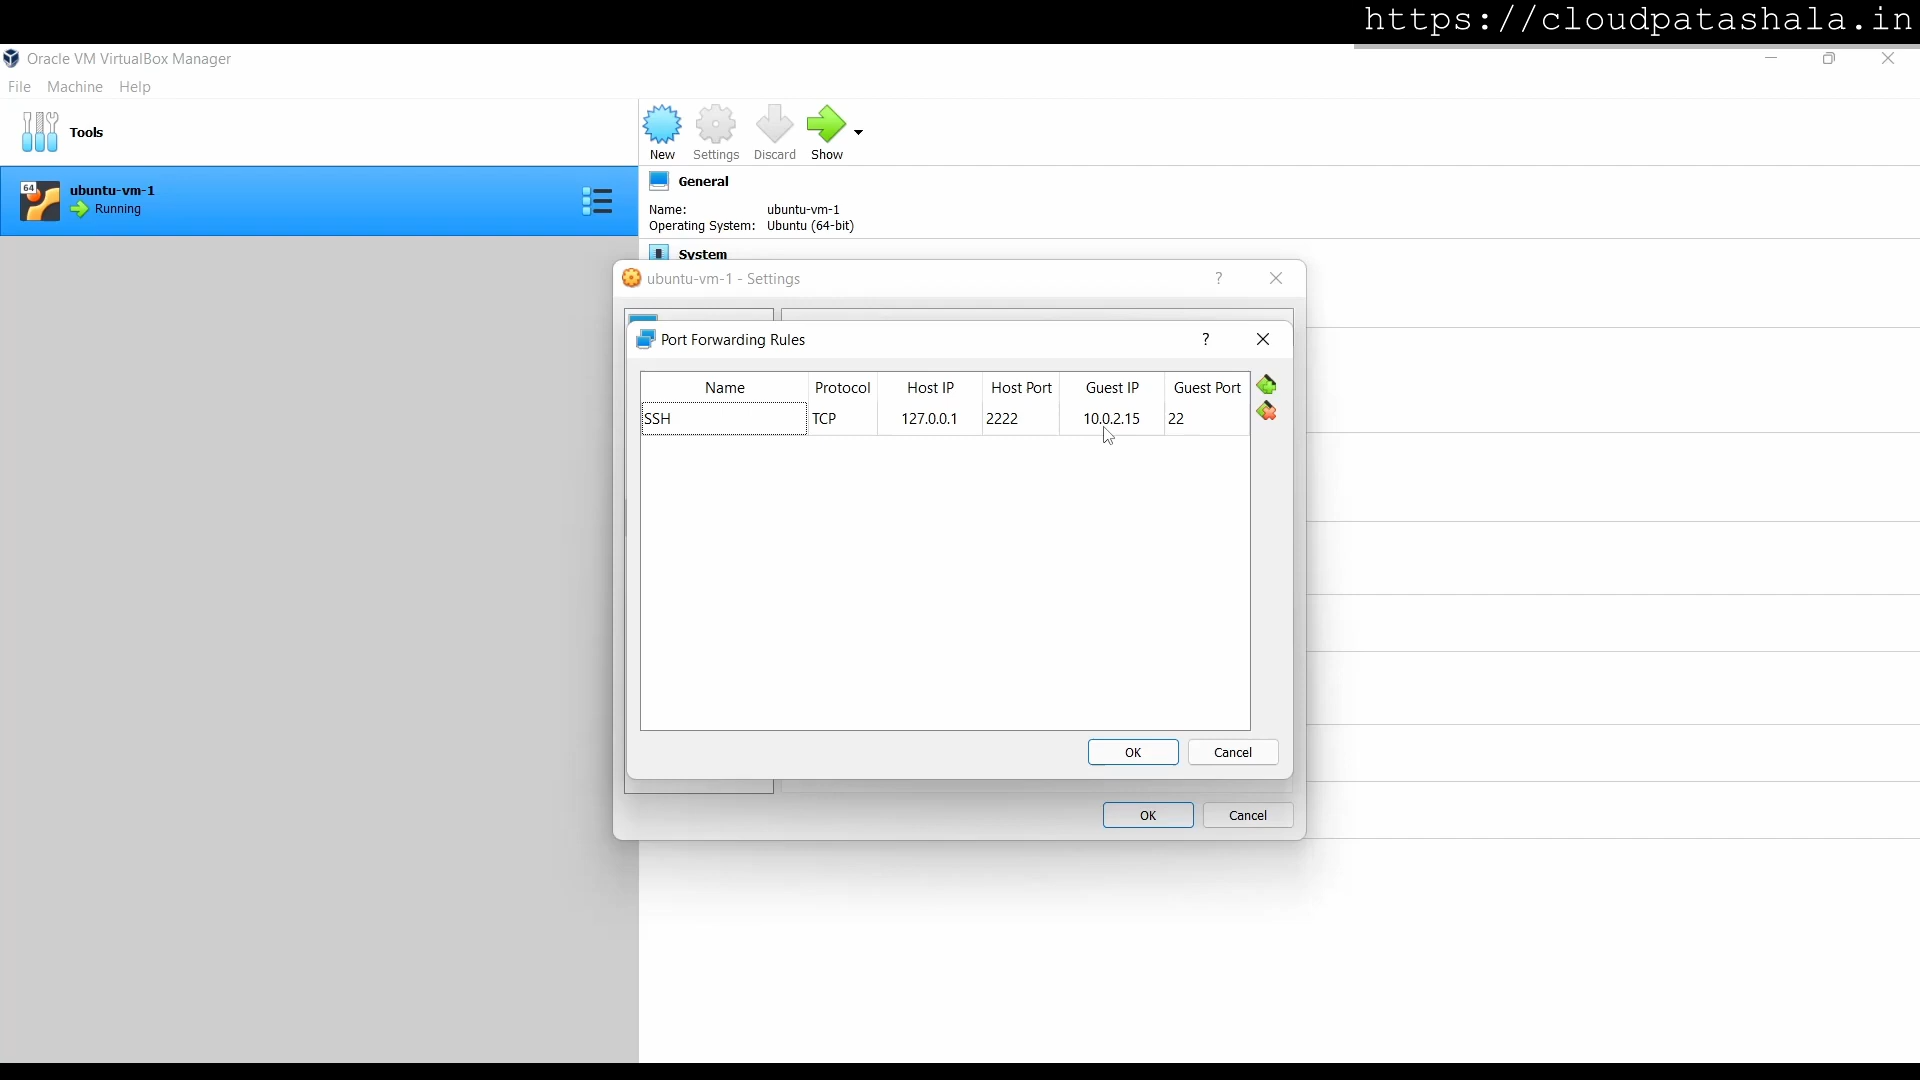 https://cloudpatashala.in
Oracle VM VirtualBox Manager
File Machine Help
Tools
New Settings Discard Show
64
ubuntu-vm-1
Running
General
Name: ubuntu-vm-1
Operating System: Ubuntu (64-bit)
System
ubuntu-vm-1 - Settings
?
Port Forwarding Rules
?
Name Protocol Host IP Host Port Guest IP Guest Port
SSH TCP 127.0.0.1 2222 10.0.2.15 22
OK Cancel
OK Cancel